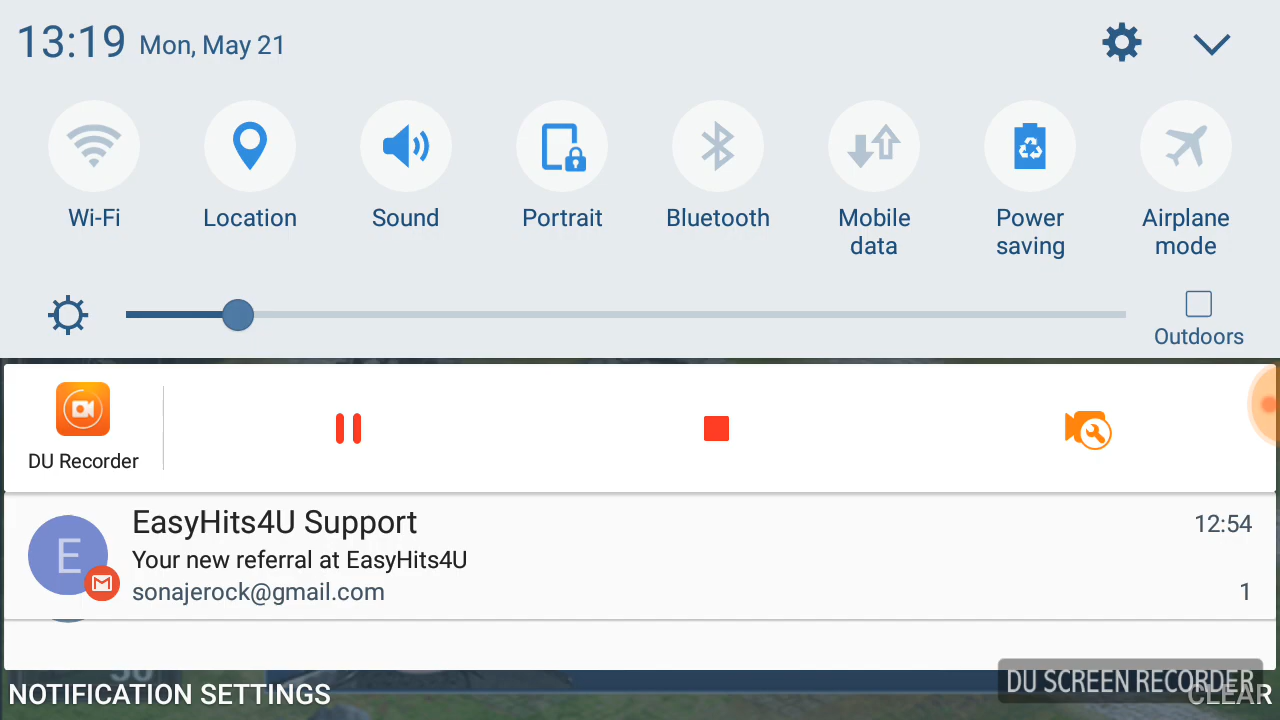 13:19 Mon, May 21
Wi-Fi
Location
Sound
Portrait
Bluetooth
Mobile
data
Power
saving
Airplane
mode
Outdoors
DU Recorder
E
EasyHits4U Support
12:54
Your new referral at EasyHits4U
sonajerock@gmail.com
1
NOTIFICATION SETTINGS
DU SCREEN RECORDER
CLEAR